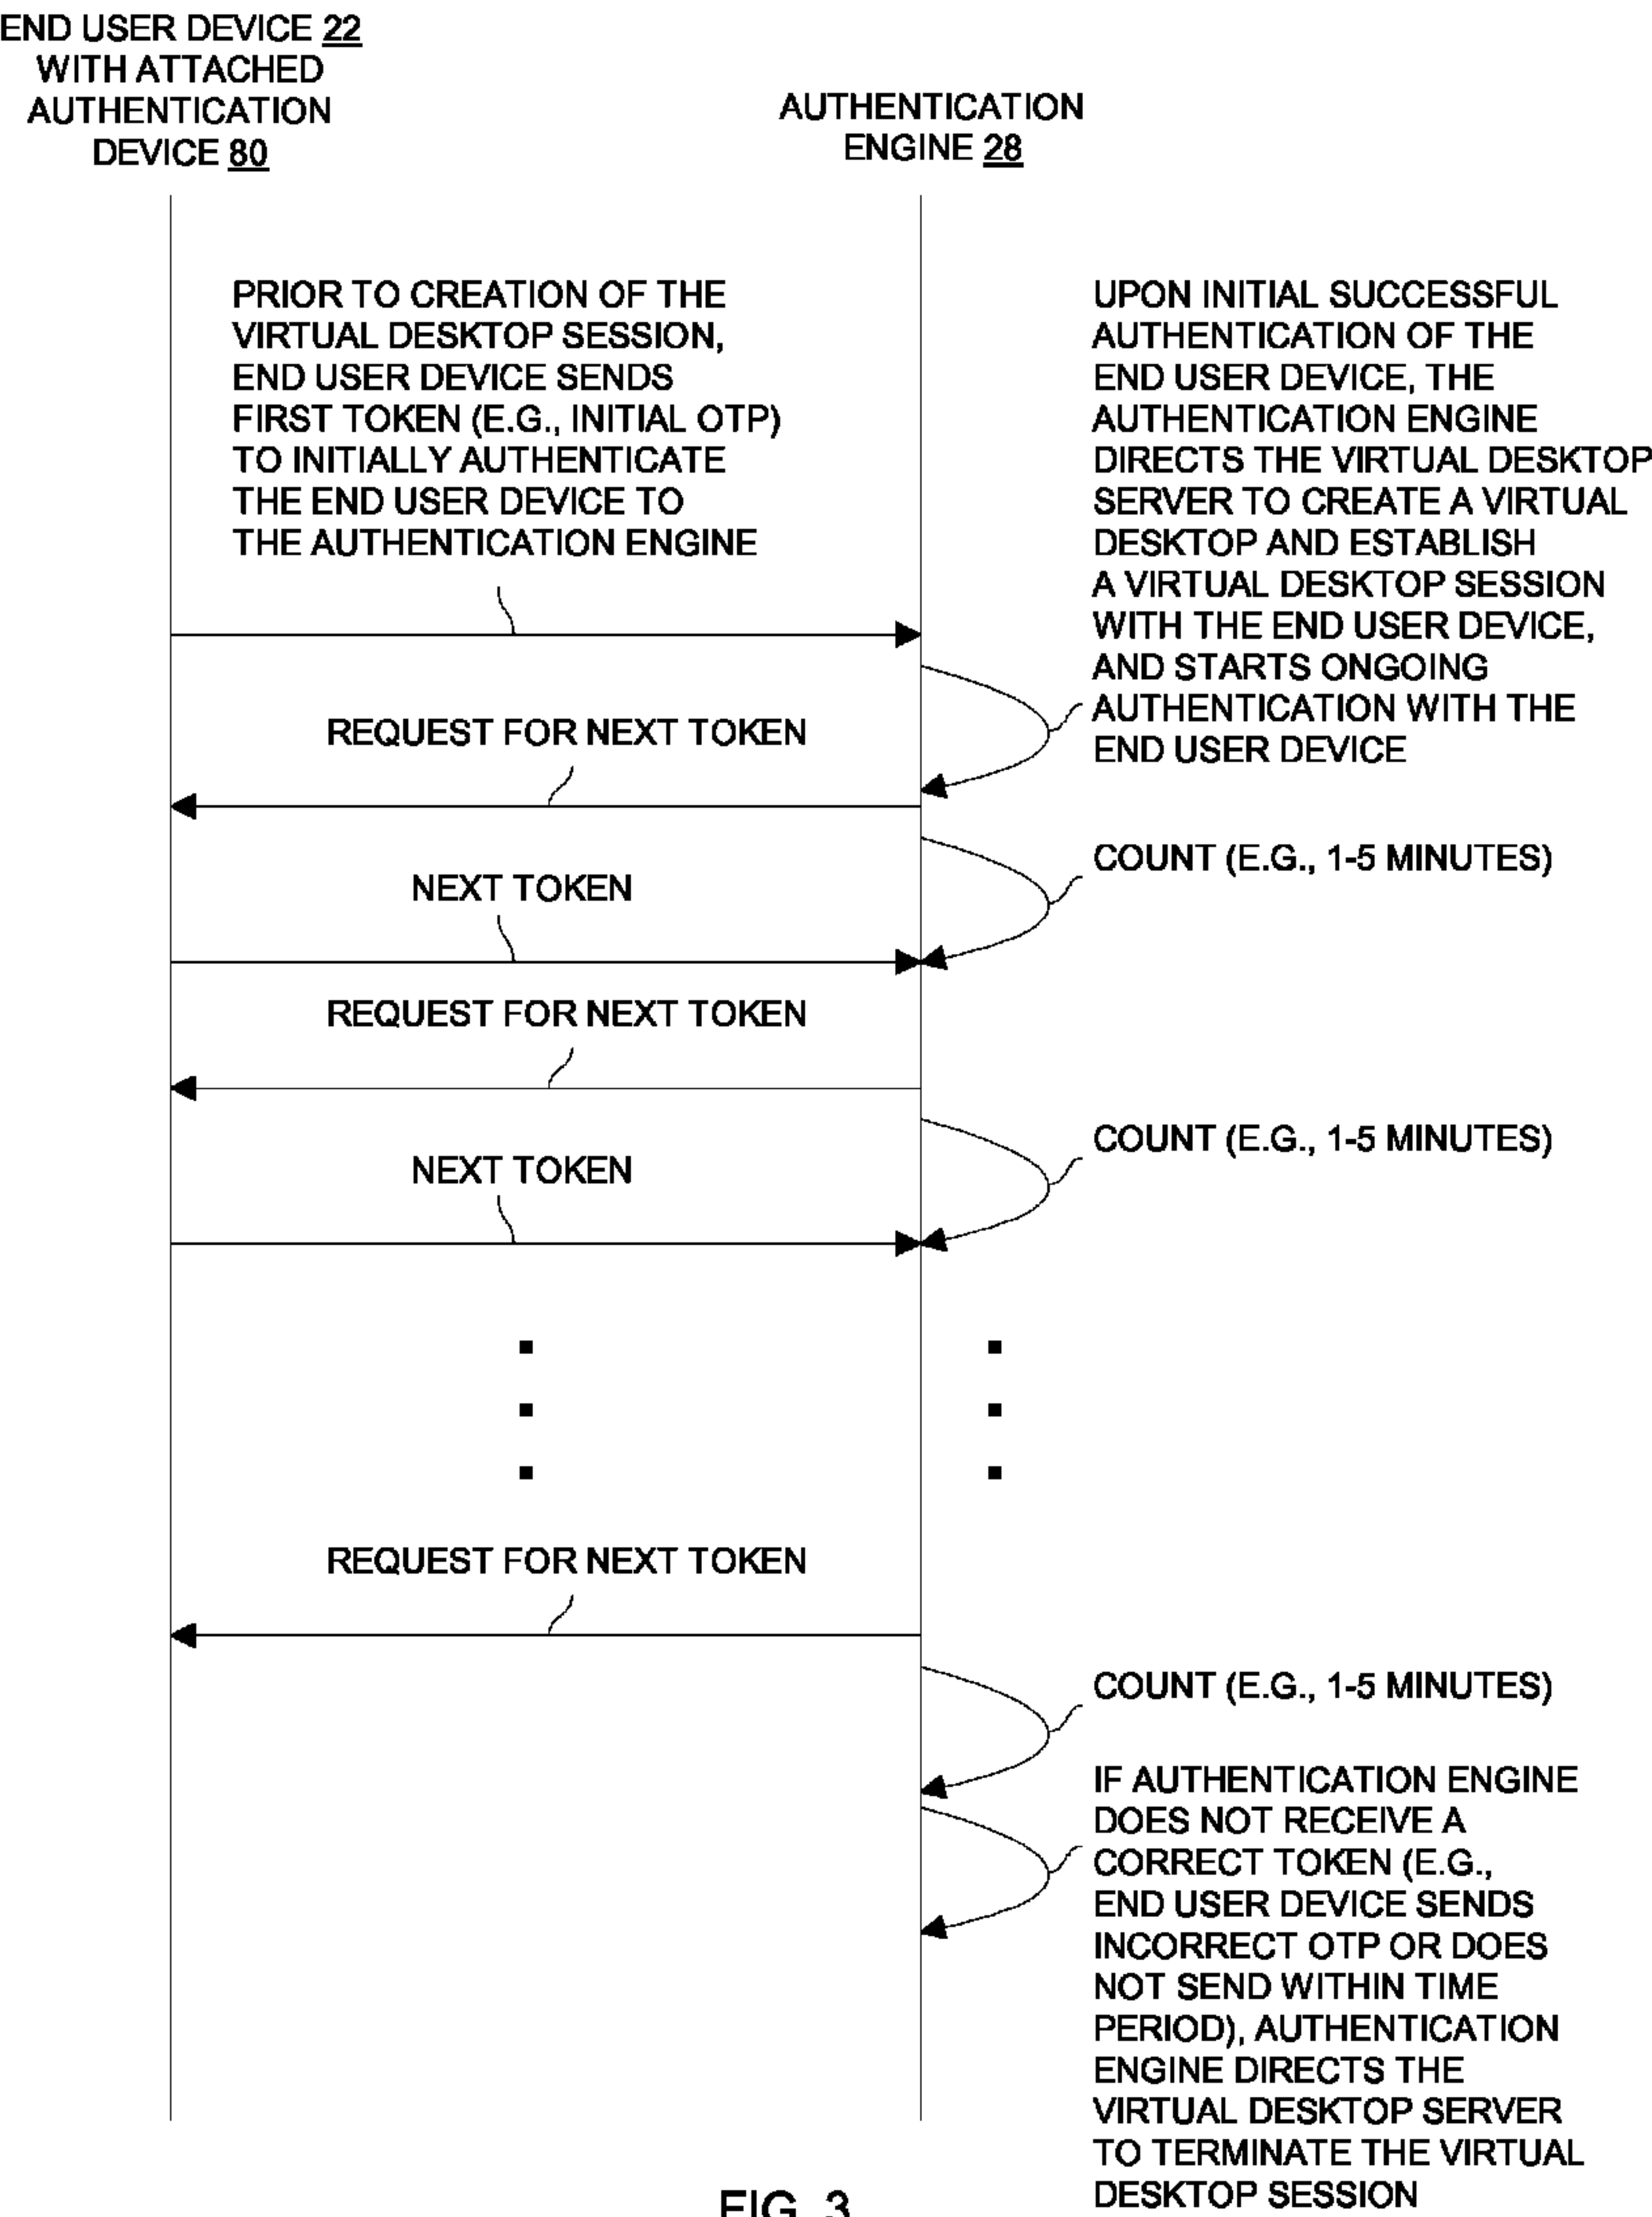 END USER DEVICE 22
WITH ATTACHED
AUTHENTICATION
DEVICE 80
AUTHENTICATION
ENGINE 28
PRIOR TO CREATION OF THE
VIRTUAL DESKTOP SESSION,
END USER DEVICE SENDS
FIRST TOKEN (E.G., INITIAL OTP)
TO INITIALLY AUTHENTICATE
THE END USER DEVICE TO
THE AUTHENTICATION ENGINE
UPON INITIAL SUCCESSFUL
AUTHENTICATION OF THE
END USER DEVICE, THE
AUTHENTICATION ENGINE
DIRECTS THE VIRTUAL DESKTOP
SERVER TO CREATE A VIRTUAL
DESKTOP AND ESTABLISH
A VIRTUAL DESKTOP SESSION
WITH THE END USER DEVICE,
AND STARTS ONGOING
AUTHENTICATION WITH THE
END USER DEVICE
REQUEST FOR NEXT TOKEN
COUNT (E.G., 1-5 MINUTES)
NEXT TOKEN
REQUEST FOR NEXT TOKEN
COUNT (E.G., 1-5 MINUTES)
NEXT TOKEN
REQUEST FOR NEXT TOKEN
COUNT (E.G., 1-5 MINUTES)
IF AUTHENTICATION ENGINE
DOES NOT RECEIVE A
CORRECT TOKEN (E.G.,
END USER DEVICE SENDS
INCORRECT OTP OR DOES
NOT SEND WITHIN TIME
PERIOD), AUTHENTICATION
ENGINE DIRECTS THE
VIRTUAL DESKTOP SERVER
TO TERMINATE THE VIRTUAL
DESKTOP SESSION
FIG. 3